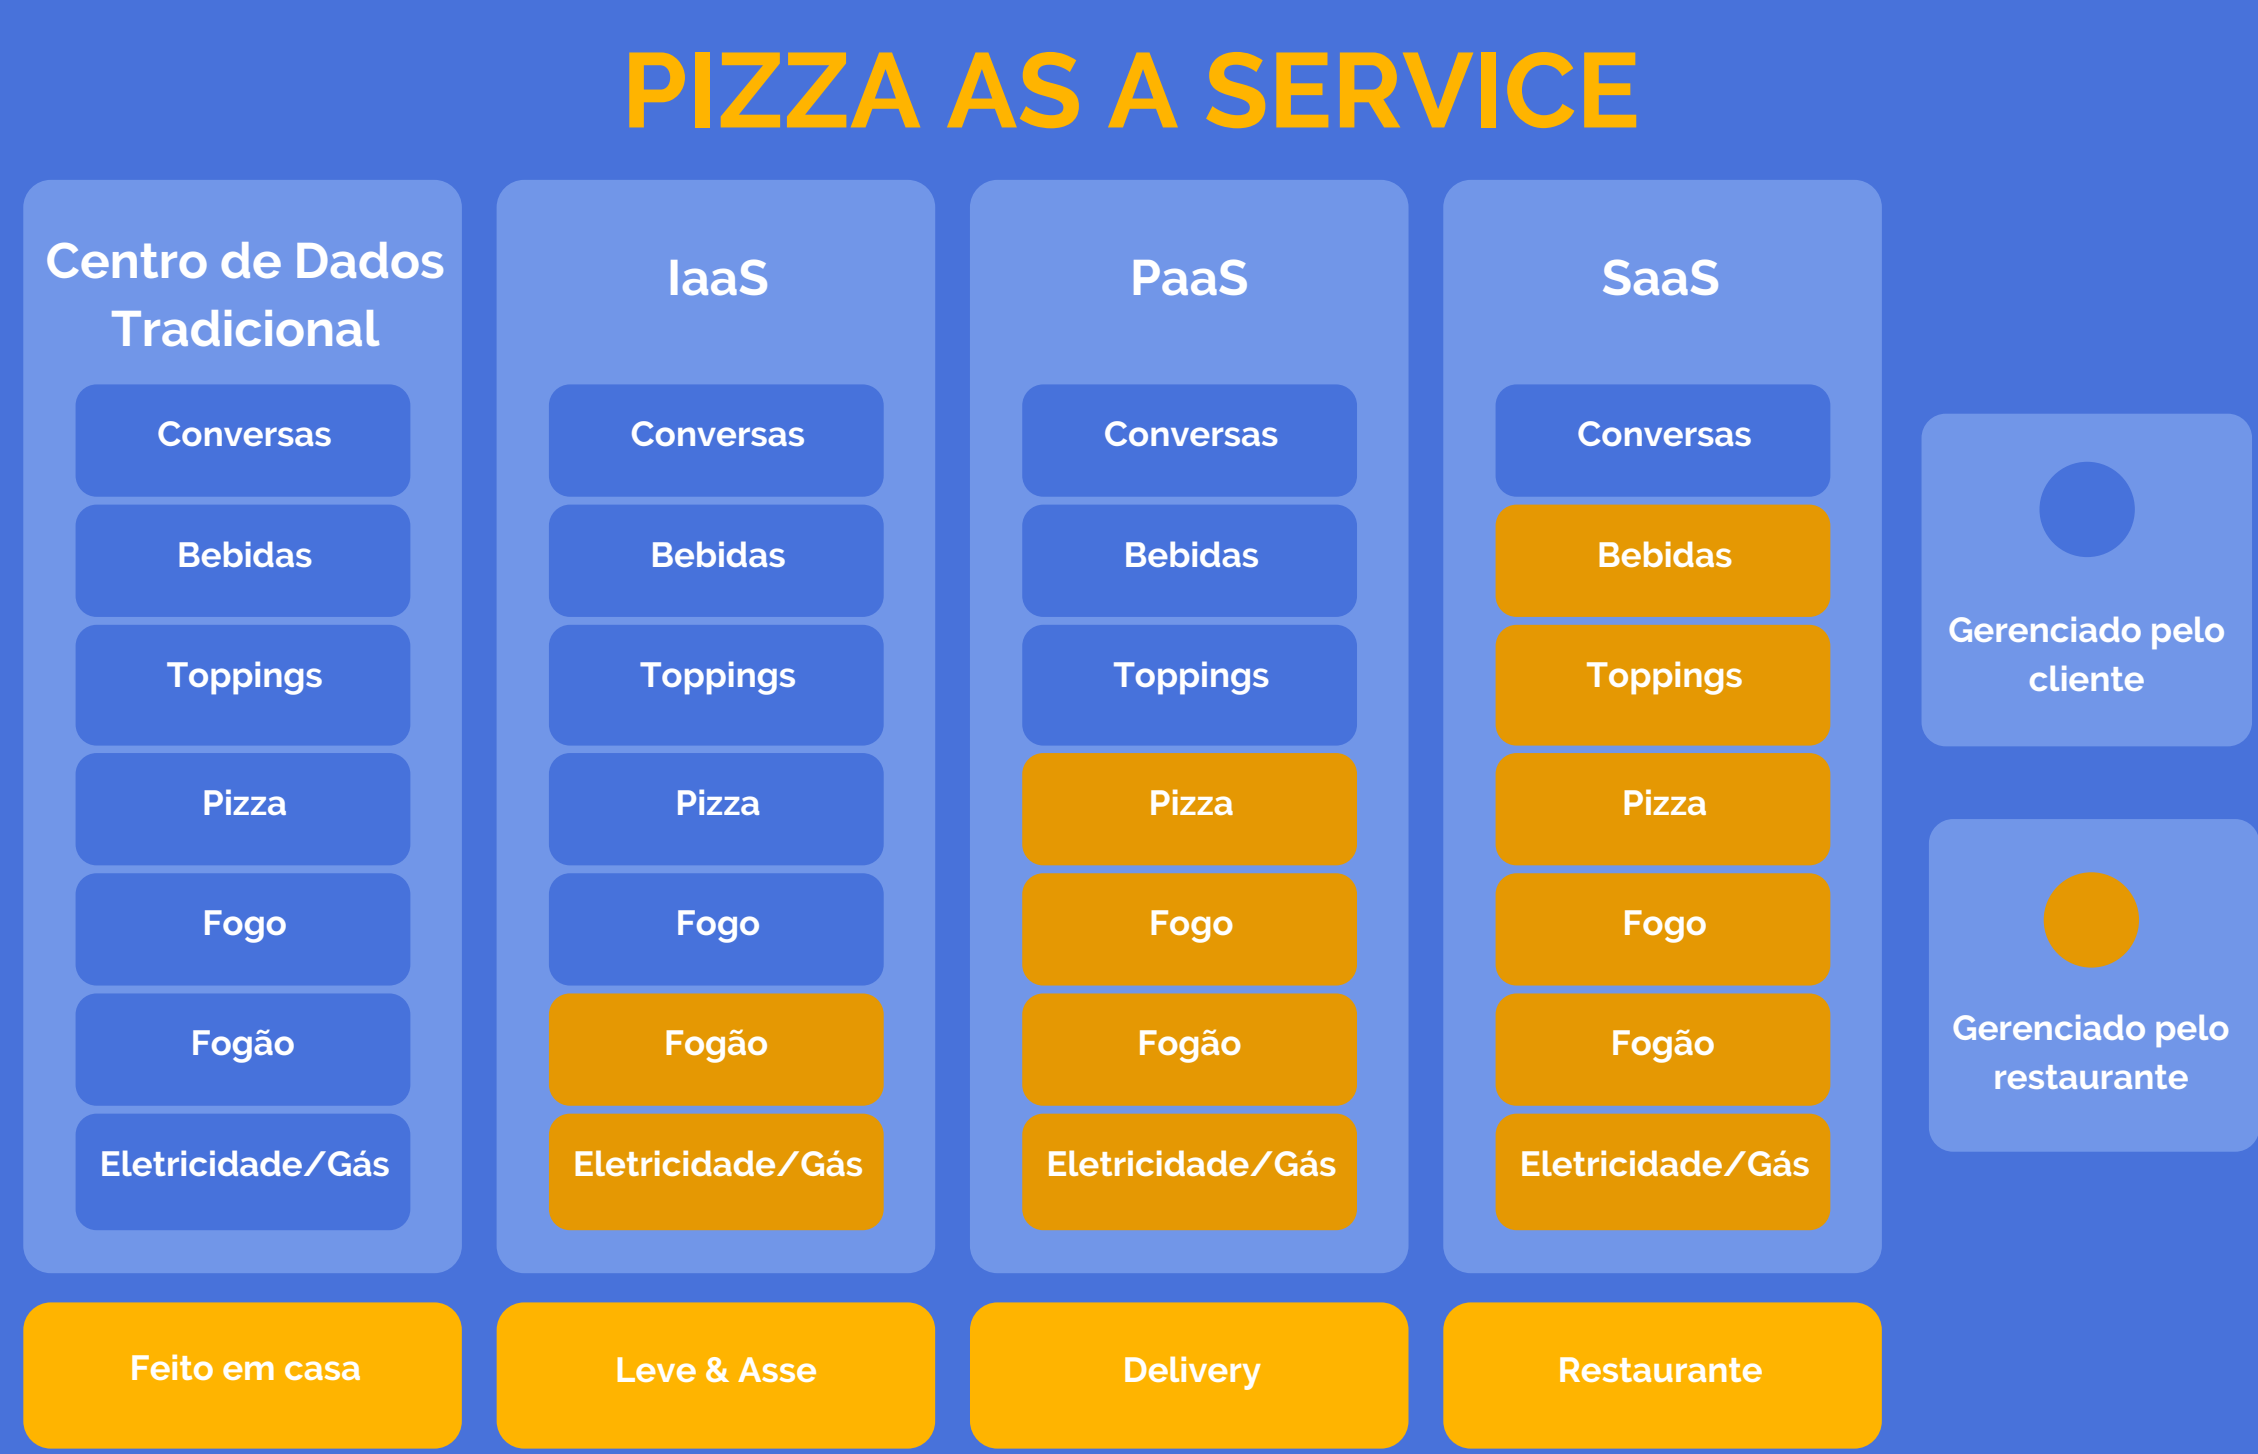 PIZZA AS A SERVICE
Centro de Dados
Tradicional
Conversas
Bebidas
Toppings
Pizza
Fogo
Fogão
Eletricidade/Gás
Feito em casa
IaaS
Conversas
Bebidas
Toppings
Pizza
Fogo
Fogão
Eletricidade/Gás
Leve & Asse
PaaS
Conversas
Bebidas
Toppings
Pizza
Fogo
Fogão
Eletricidade/Gás
Delivery
SaaS
Conversas
Bebidas
Toppings
Pizza
Fogo
Fogão
Eletricidade/Gás
Restaurante
Gerenciado pelo
cliente
Gerenciado pelo
restaurante